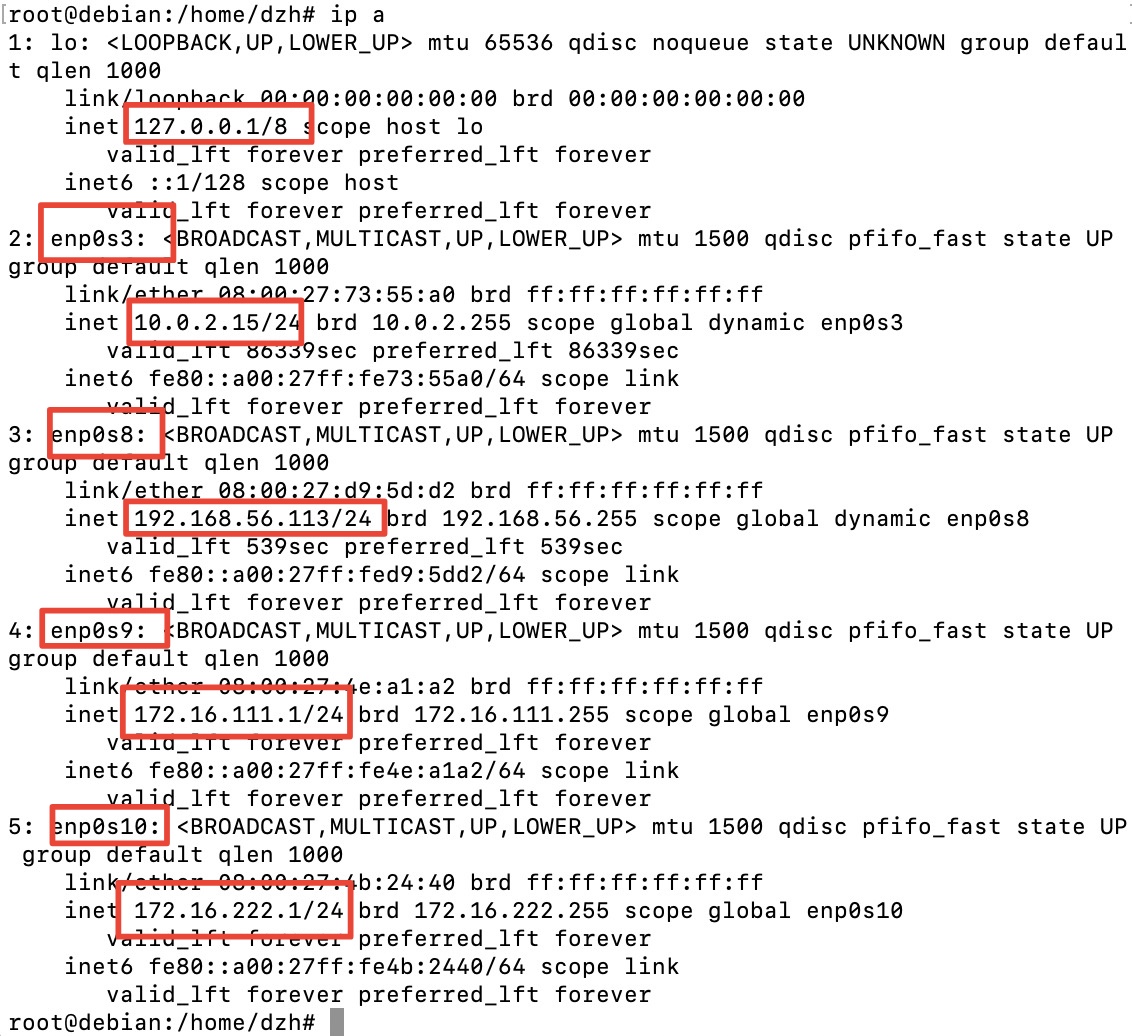 root@debian:/home/dzh# ip a
1: lo: <LOOPBACK,UP,LOWER_UP> mtu 65536 qdisc noqueue state UNKNOWN group defaul
t qlen 1000
    link/loopback 00:00:00:00:00:00 brd 00:00:00:00:00:00
    inet 127.0.0.1/8 scope host lo
       valid_lft forever preferred_lft forever
    inet6 ::1/128 scope host
       valid_lft forever preferred_lft forever
2: enp0s3: <BROADCAST,MULTICAST,UP,LOWER_UP> mtu 1500 qdisc pfifo_fast state UP
group default qlen 1000
    link/ether 08:00:27:73:55:a0 brd ff:ff:ff:ff:ff:ff
    inet 10.0.2.15/24 brd 10.0.2.255 scope global dynamic enp0s3
       valid_lft 86339sec preferred_lft 86339sec
    inet6 fe80::a00:27ff:fe73:55a0/64 scope link
       valid_lft forever preferred_lft forever
3: enp0s8: <BROADCAST,MULTICAST,UP,LOWER_UP> mtu 1500 qdisc pfifo_fast state UP
group default qlen 1000
    link/ether 08:00:27:d9:5d:d2 brd ff:ff:ff:ff:ff:ff
    inet 192.168.56.113/24 brd 192.168.56.255 scope global dynamic enp0s8
       valid_lft 539sec preferred_lft 539sec
    inet6 fe80::a00:27ff:fed9:5dd2/64 scope link
       valid_lft forever preferred_lft forever
4: enp0s9: <BROADCAST,MULTICAST,UP,LOWER_UP> mtu 1500 qdisc pfifo_fast state UP
group default qlen 1000
    link/ether 08:00:27:4e:a1:a2 brd ff:ff:ff:ff:ff:ff
    inet 172.16.111.1/24 brd 172.16.111.255 scope global enp0s9
       valid_lft forever preferred_lft forever
    inet6 fe80::a00:27ff:fe4e:a1a2/64 scope link
       valid_lft forever preferred_lft forever
5: enp0s10: <BROADCAST,MULTICAST,UP,LOWER_UP> mtu 1500 qdisc pfifo_fast state UP
 group default qlen 1000
    link/ether 08:00:27:4b:24:40 brd ff:ff:ff:ff:ff:ff
    inet 172.16.222.1/24 brd 172.16.222.255 scope global enp0s10
       valid_lft forever preferred_lft forever
    inet6 fe80::a00:27ff:fe4b:2440/64 scope link
       valid_lft forever preferred_lft forever
root@debian:/home/dzh#